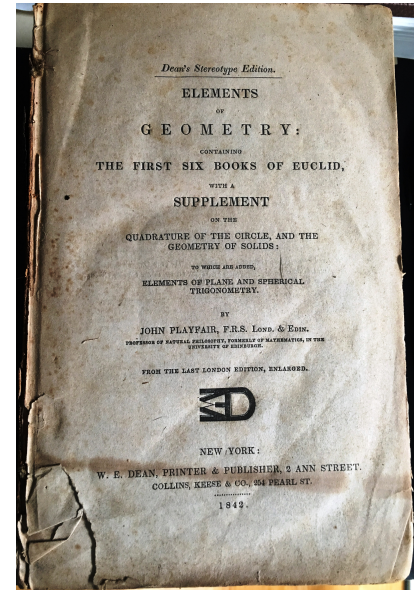 Dean's Stereotype Edition.
ELEMENTS
OF
GEOMETRY:
CONTAINING
THE FIRST SIX BOOKS OF EUCLID,
WITH A
SUPPLEMENT
ON THE
QUADRATURE OF THE CIRCLE, AND THE
GEOMETRY OF SOLIDS:
TO WHICH ARE ADDED,
ELEMENTS OF PLANE AND SPHERICAL
TRIGONOMETRY.
BY
JOHN PLAYFAIR, F.R.S. LOND. & EDIN.
PROFESSOR OF NATURAL PHILOSOPHY, FORMERLY OF MATHEMATICS, IN THE
UNIVERSITY OF EDINBURGH.
FROM THE LAST LONDON EDITION, ENLARGED.
NEW YORK:
W. E. DEAN, PRINTER & PUBLISHER, 2 ANN STREET.
COLLINS, KEESE & CO., 254 PEARL ST.
1842.